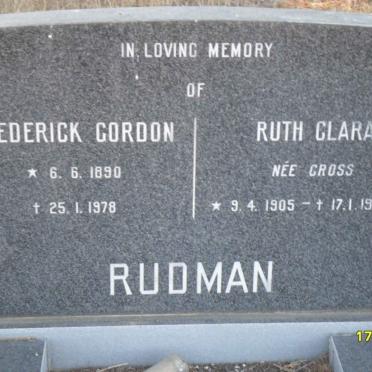 IN LOVING MEMORY
OF
EDERICK GORDON
* 6. 6. 1890
† 25. 1. 1978
RUTH CLARA
NÉE CROSS
* 9. 4. 1905 – † 17.1.19
RUDMAN
17